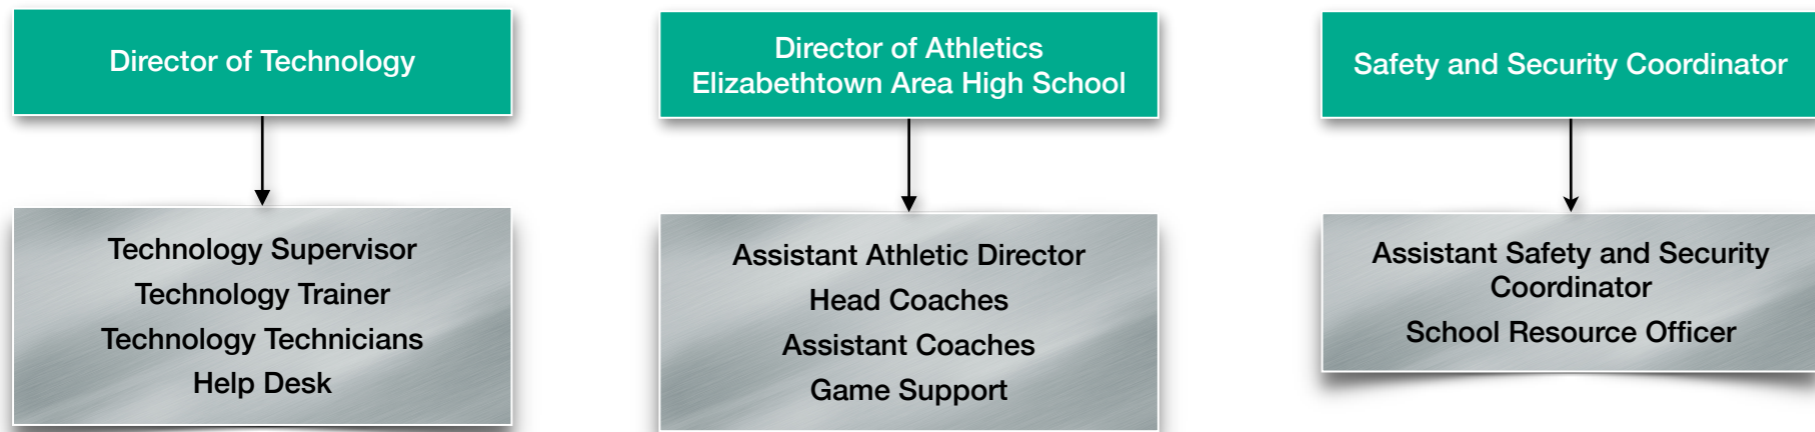 Director of Technology
Technology Supervisor
Technology Trainer
Technology Technicians
Help Desk
Director of Athletics
Elizabethtown Area High School
Assistant Athletic Director
Head Coaches
Assistant Coaches
Game Support
Safety and Security Coordinator
Assistant Safety and Security
Coordinator
School Resource Officer